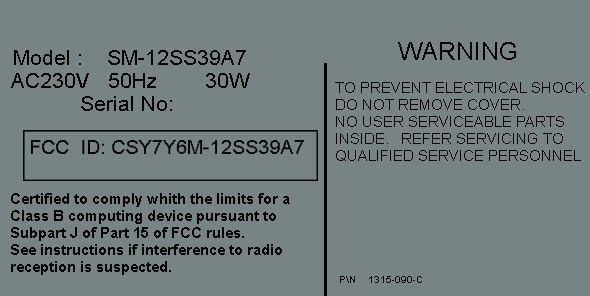 Model :    SM-12SS39A7
AC230V   50Hz   30W
Serial No:
FCC  ID: CSY7Y6M-12SS39A7
Certified to comply whith the limits for a
Class B computing device pursuant to
Subpart J of Part 15 of FCC rules.
See instructions if interference to radio
reception is suspected.
WARNING
TO PREVENT ELECTRICAL SHOCK
DO NOT REMOVE COVER.
NO USER SERVICEABLE PARTS
INSIDE.   REFER SERVICING TO
QUALIFIED SERVICE PERSONNEL
P\N   1315-090-C